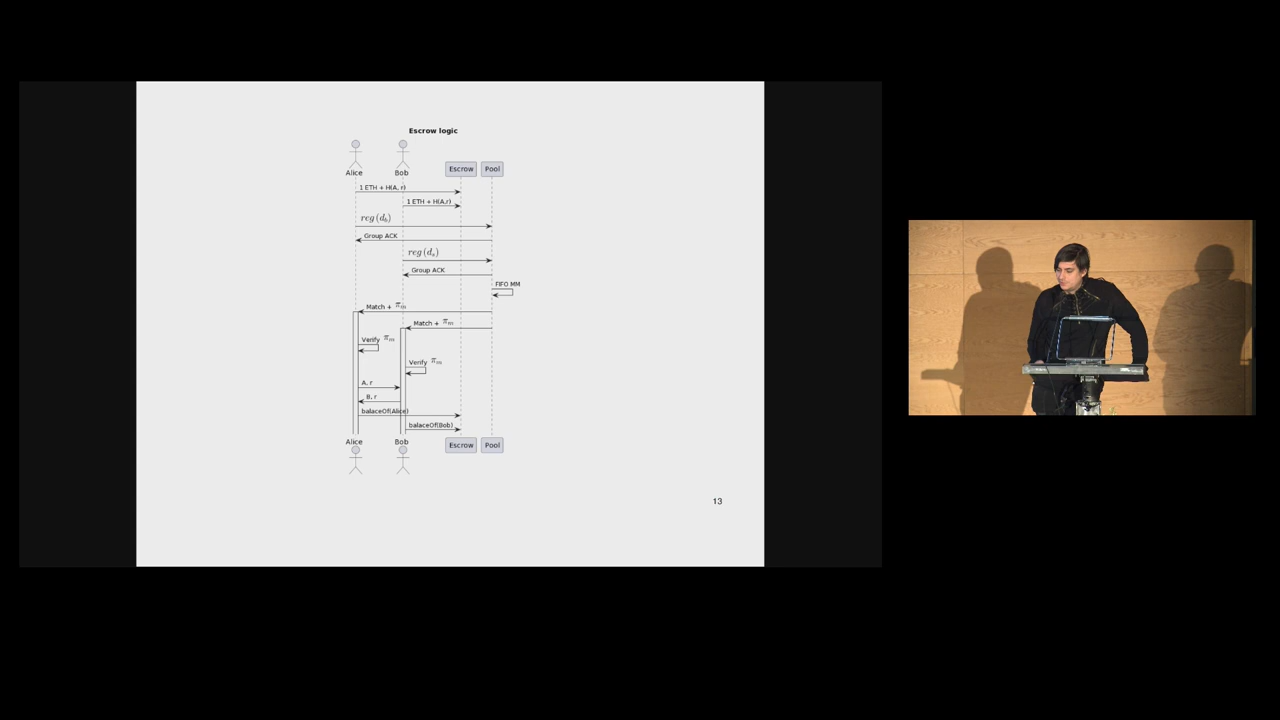 Escrow logic
Alice Bob Escrow Pool
1 ETH + H(A, r)
1 ETH + H(A,r)
reg (d_b)
Group ACK
reg (d_s)
Group ACK
FIFO MM
Match + π_m
Match + π_m
Verify π_m
Verify π_m
A, r
B, r
balaceOf(Alice)
balaceOf(Bob)
Alice Bob Escrow Pool
13